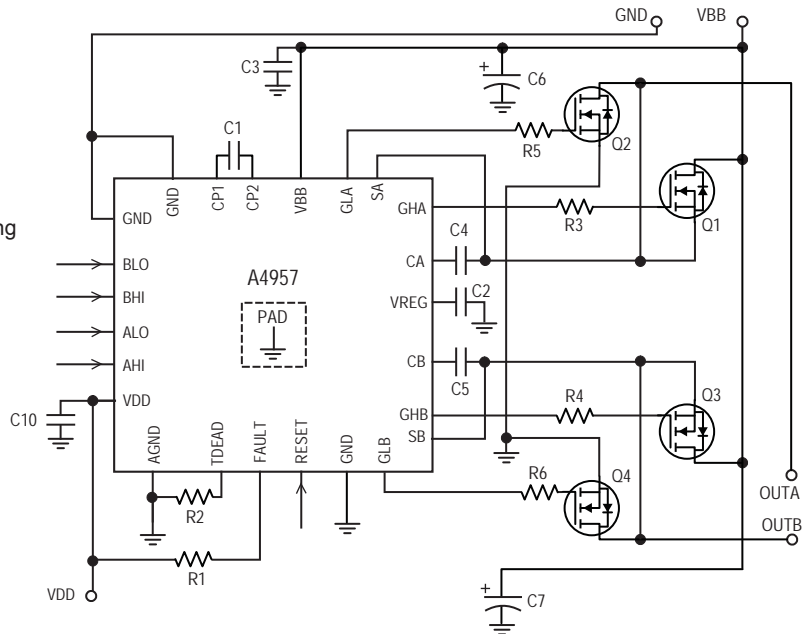 GND
VBB
C3
+
C6
C1
R5
Q2
GND
CP1
CP2
VBB
GLA
SA
GND
GHA
R3
Q1
ng
BLO
C4
CA
BHI
A4957
VREG
C2
ALO
PAD
AHI
CB
C5
VDD
Q3
C10
GHB
R4
SB
AGND
TDEAD
FAULT
RESET
GND
GLB
R6
Q4
OUTA
R2
OUTB
R1
VDD
+
C7